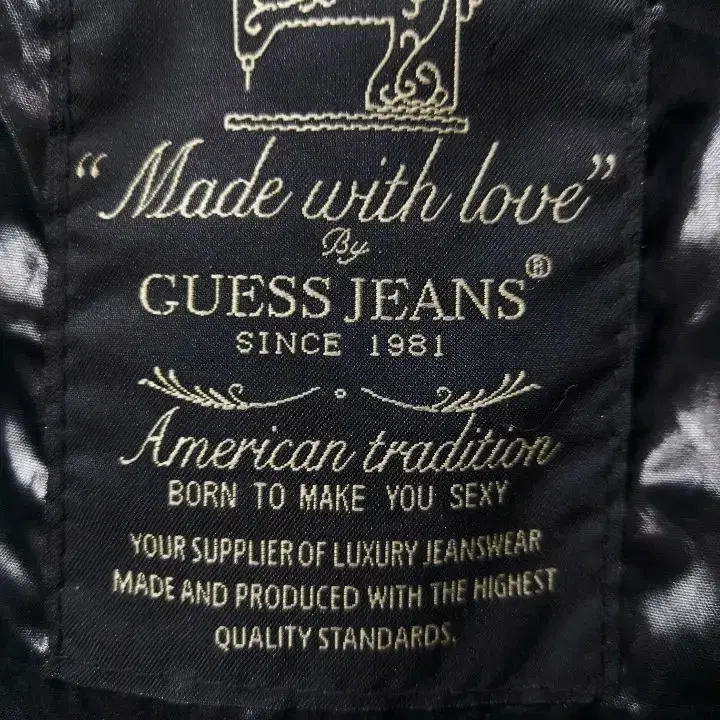 “Made with love”
By
GUESS JEANS®
SINCE 1981
American tradition
BORN TO MAKE YOU SEXY
YOUR SUPPLIER OF LUXURY JEANSWEAR
MADE AND PRODUCED WITH THE HIGHEST
QUALITY STANDARDS.